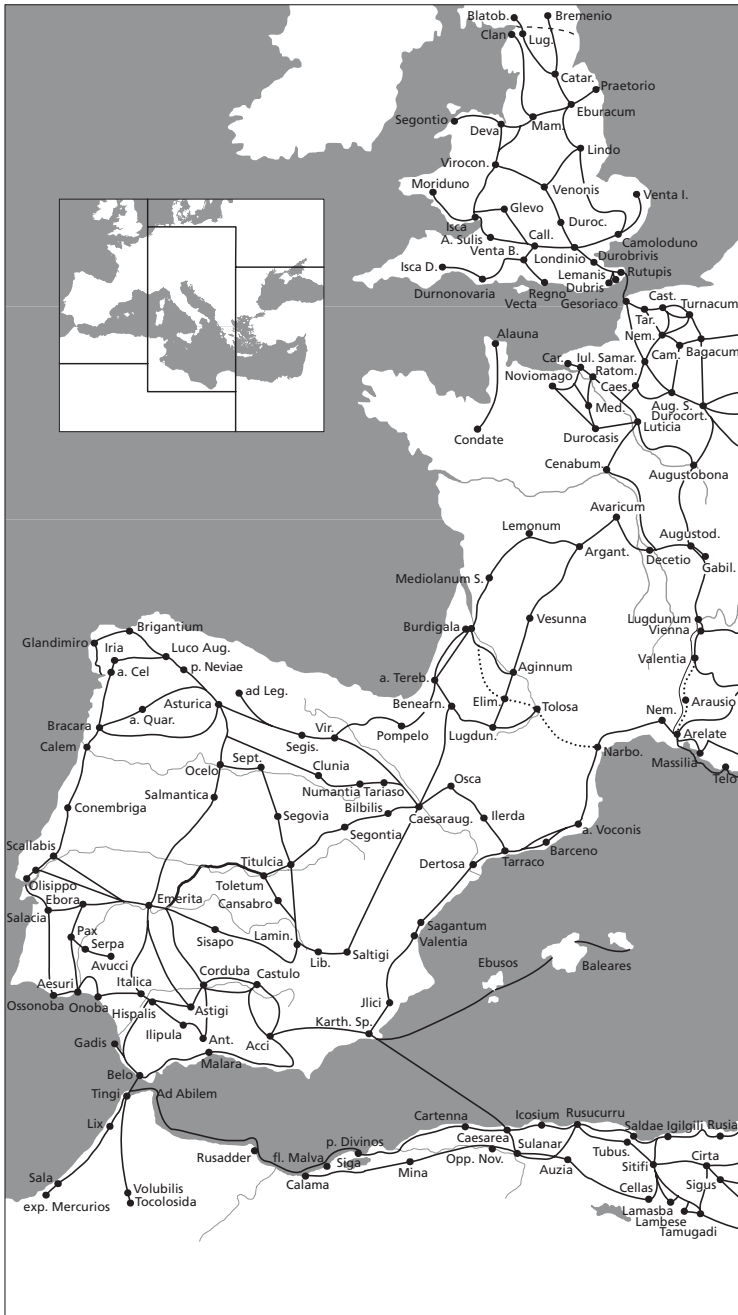 Blatob.
Bremenio
Clan
Lug.
Catar.
Praetorio
Eburacum
Segontio
Deva
Mam.
Lindo
Virocon.
Moriduno
Venonis
Venta I.
Glevo
Isca
Duroc.
A. Sulis
Call.
Camoloduno
Venta B.
Londinio
Durobrivis
Isca D.
Lemanis
Rutupis
Dubris
Durnonovaria
Regno
Vecta
Gesoriaco
Cast.
Turnacum
Tar.
Alauna
Nem.
Bagacum
Car.
Iul.
Samar.
Cam.
Noviomago
Ratom.
Caes.
Med.
Aug. S.
Durocort.
Condate
Durocasis
Luticia
Cenabum
Augustobona
Avaricum
Lemonum
Augustod.
Argant.
Decetio
Gabil.
Mediolanum S.
Vesunna
Lugdunum
Burdigala
Vienna
Brigantium
Glandimiro
Iria
Luco Aug.
Valentia
a. Cel
p. Neviae
Aginnum
a. Tereb.
ad Leg.
Arausio
Asturica
Benearn.
Elim.
Tolosa
Nem.
a. Quar.
Bracara
Vir.
Pompelo
Lugdun.
Arelate
Calem
Segis.
Narbo.
Massilia
Sept.
Clunia
Telo
Ocelo
Osca
Salmantica
Numantia
Tariaso
Bilbilis
Conembriga
Segovia
Caesaraug.
Ilerda
a. Voconis
Segontia
Scallabis
Barceno
Titulcia
Dertosa
Tarraco
Olisippo
Toletum
Ebora
Emerita
Cansabro
Salacia
Sagantum
Pax
Valentia
Serpa
Sisapo
Lamin.
Avucci
Lib.
Saltigi
Ebusos
Baleares
Aesuri
Italica
Corduba
Castulo
Ossonoba
Onoba
Hispalis
Astigi
Jlici
Karth. Sp.
Ilipula
Ant.
Acci
Gadis
Malara
Belo
Tingi
Ad Abilem
Cartenna
Icosium
Rusucurru
Lix
Saldae
Igilgili
Rusia
p. Divinos
Caesarea
Sulanar
Tubus.
Rusadder
fl. Malva
Siga
Opp. Nov.
Cirta
Mina
Auzia
Sitifi
Sala
Calama
Sigus
Volubilis
Cellas
exp. Mercurios
Tocolosida
Lamasba
Lambese
Tamugadi